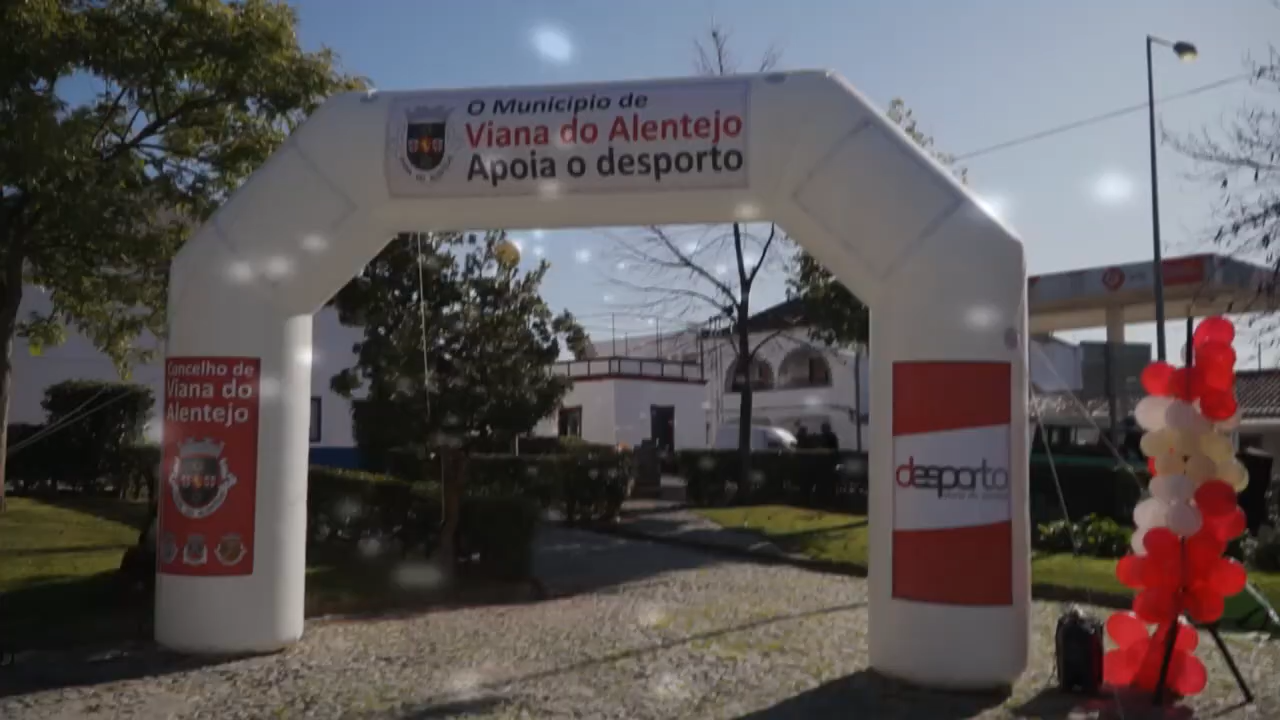 O Município de
Viana do Alentejo
Apoia o desporto
Concelho de
Viana do
Alentejo
desporto